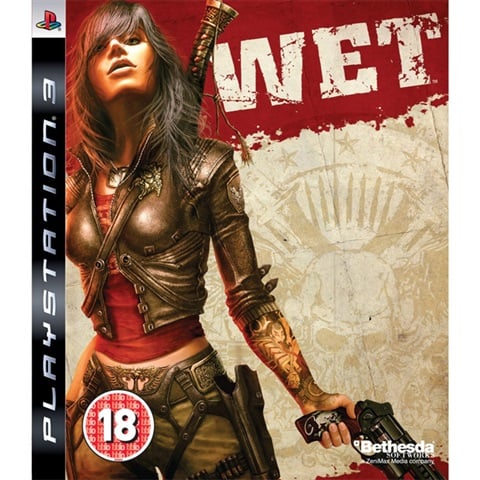 WET
PLAYSTATION 3
18
Bethesda
SOFTWORKS
a ZeniMax Media company